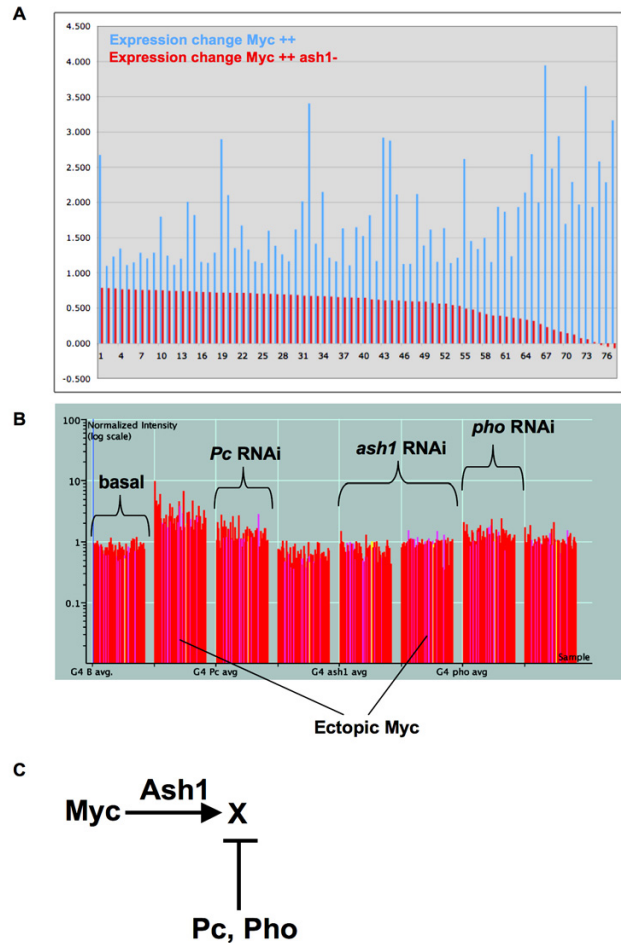 A
4.500
Expression change Myc ++
4.000
Expression change Myc ++ ash1-
3.500
3.000
2.500
2.000
1.500
1.000
0.500
0.000
1 4 7 10 13 16 19 22 25 28 31 34 37 40 43 46 49 52 55 58 61 64 67 70 73 76
-0.500
B
100
Normalized Intensity
(log scale)
basal
Pc RNAi
ash1 RNAi
pho RNAi
10
1
0.1
Sample
G4 B avg. G4 Pc avg G4 ash1 avg G4 pho avg
Ectopic Myc
C
Ash1
Myc X
Pc, Pho